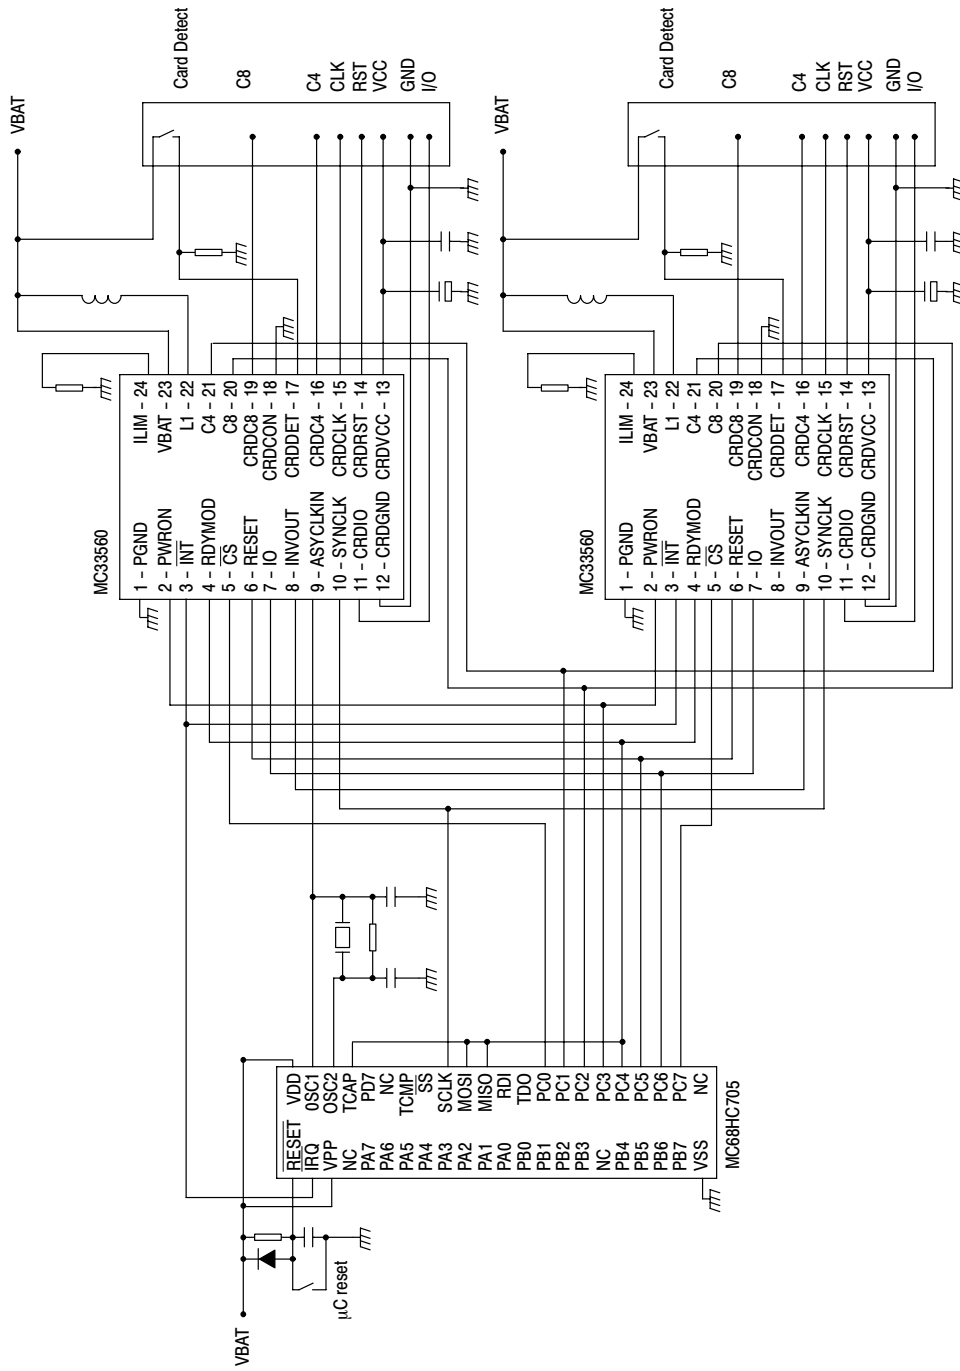 VBAT
Card Detect
C8
C4
CLK
RST
VCC
GND
I/O
MC33560
1 - PGND
2 - PWRON
3 - INT
4 - RDYMOD
5 - CS
6 - RESET
7 - IO
8 - INVOUT
9 - ASYCLKIN
10 - SYNCLK
11 - CRDIO
12 - CRDGND
ILIM - 24
VBAT - 23
L1 - 22
C4 - 21
C8 - 20
CRDC8 - 19
CRDCON - 18
CRDDET - 17
CRDC4 - 16
CRDCLK - 15
CRDRST - 14
CRDVCC - 13
VBAT
Card Detect
C8
C4
CLK
RST
VCC
GND
I/O
MC33560
1 - PGND
2 - PWRON
3 - INT
4 - RDYMOD
5 - CS
6 - RESET
7 - IO
8 - INVOUT
9 - ASYCLKIN
10 - SYNCLK
11 - CRDIO
12 - CRDGND
ILIM - 24
VBAT - 23
L1 - 22
C4 - 21
C8 - 20
CRDC8 - 19
CRDCON - 18
CRDDET - 17
CRDC4 - 16
CRDCLK - 15
CRDRST - 14
CRDVCC - 13
VBAT
μC reset
RESET
IRQ
VPP
NC
PA7
PA6
PA5
PA4
PA3
PA2
PA1
PA0
PB0
PB1
PB2
PB3
NC
PB4
PB5
PB6
PB7
VSS
VDD
0SC1
OSC2
TCAP
PD7
NC
TCMP
SS
SCLK
MOSI
MISO
RDI
TDO
PC0
PC1
PC2
PC3
PC4
PC5
PC6
PC7
NC
MC68HC705